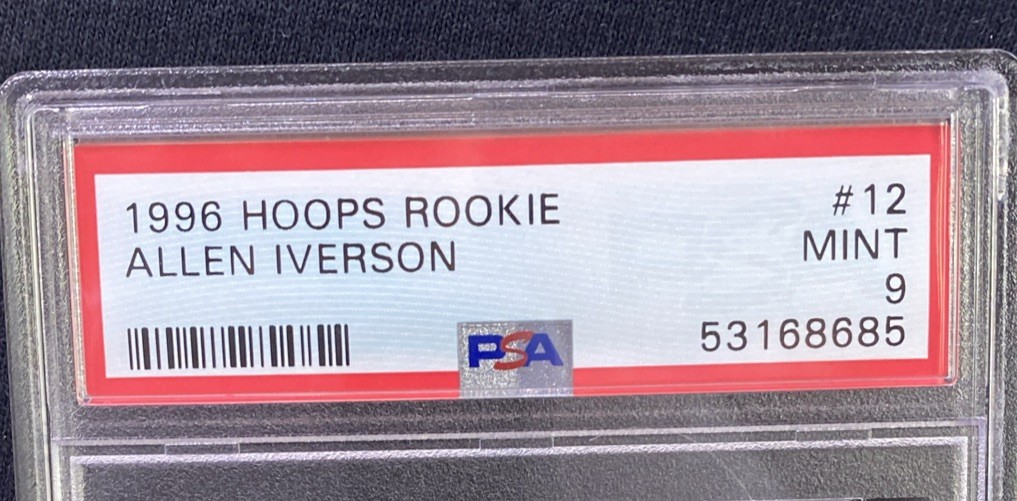 1996 HOOPS ROOKIE #12
ALLEN IVERSON MINT
9
PSA 53168685